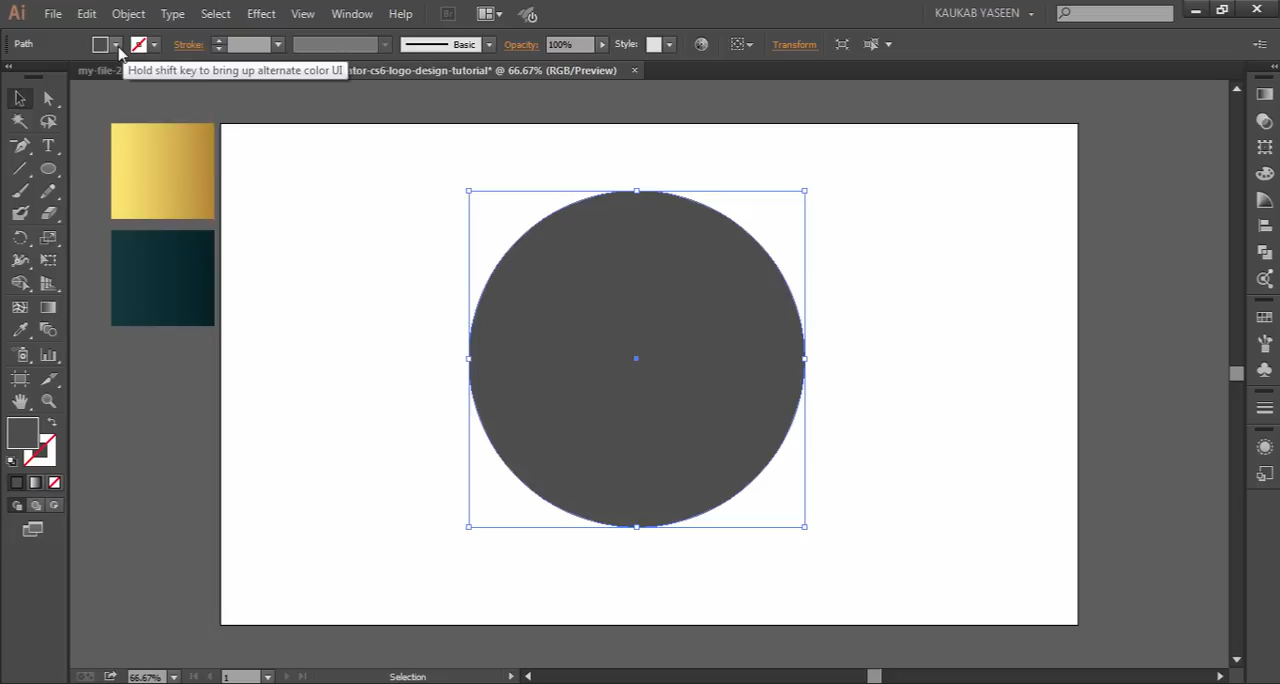 Ai File Edit Object Type Select Effect View Window Help Br KAUKAB YASEEN
Path Stroke: Basic Opacity: 100% Style: Transform
Hold shift key to bring up alternate color UI
my-file-2 tor-cs6-logo-design-tutorial* @ 66.67% (RGB/Preview)
T
66.67% 1 Selection